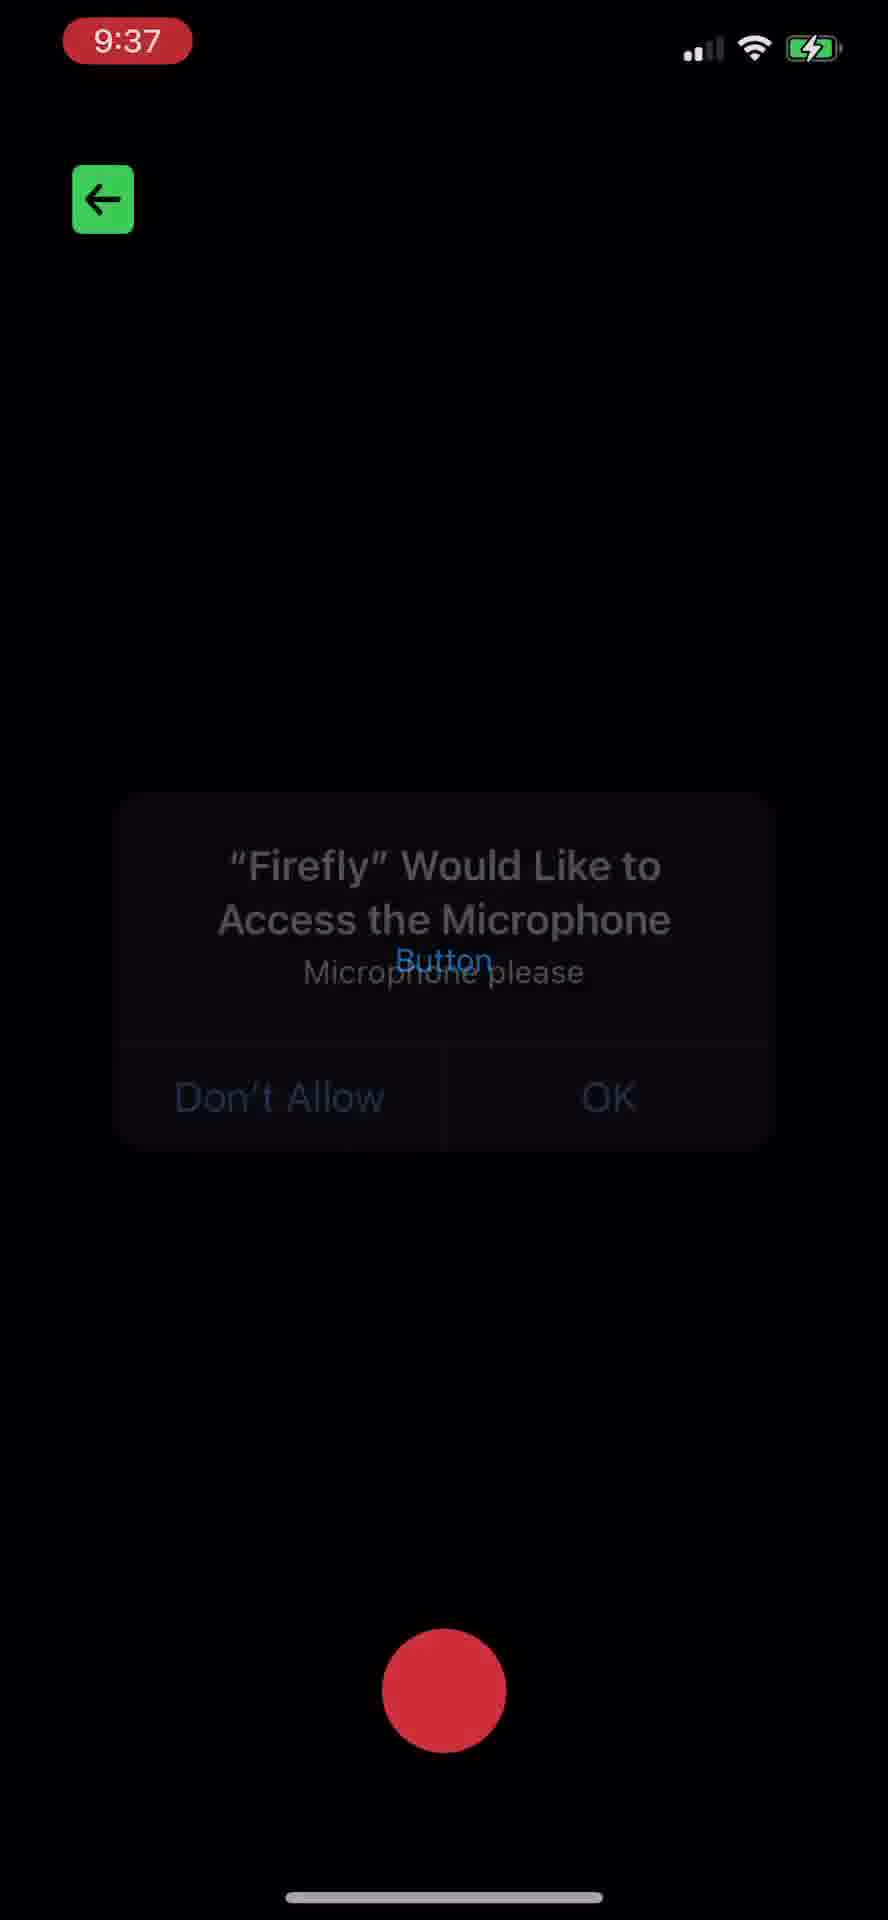 9:37
“Firefly” Would Like to
Access the Microphone
Button
Microphone please
Don’t Allow
OK